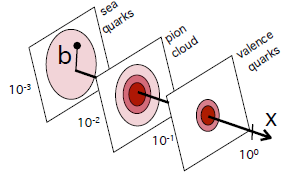 sea
quarks
pion
cloud
valence
quarks
b
x
10-3
10-2
10-1
100